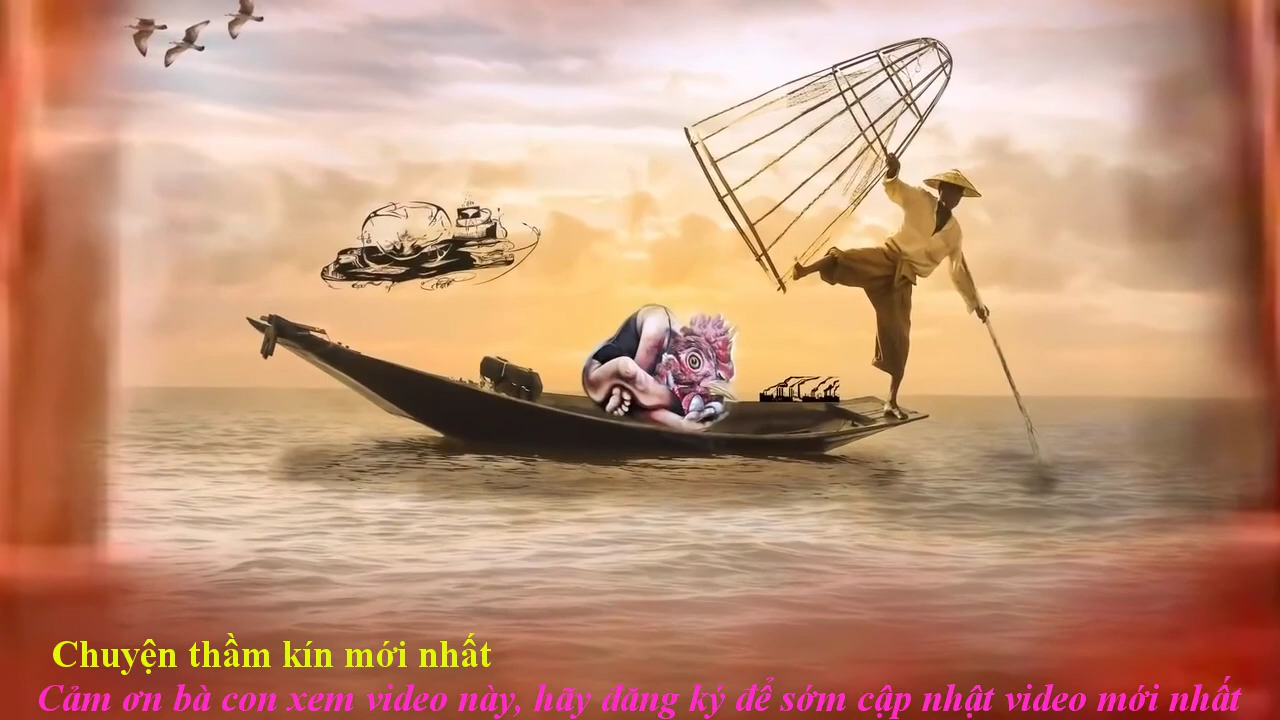 Chuyện thầm kín mới nhất
Cảm ơn bà con xem video này, hãy đăng ký để sớm cập nhật video mới nhất